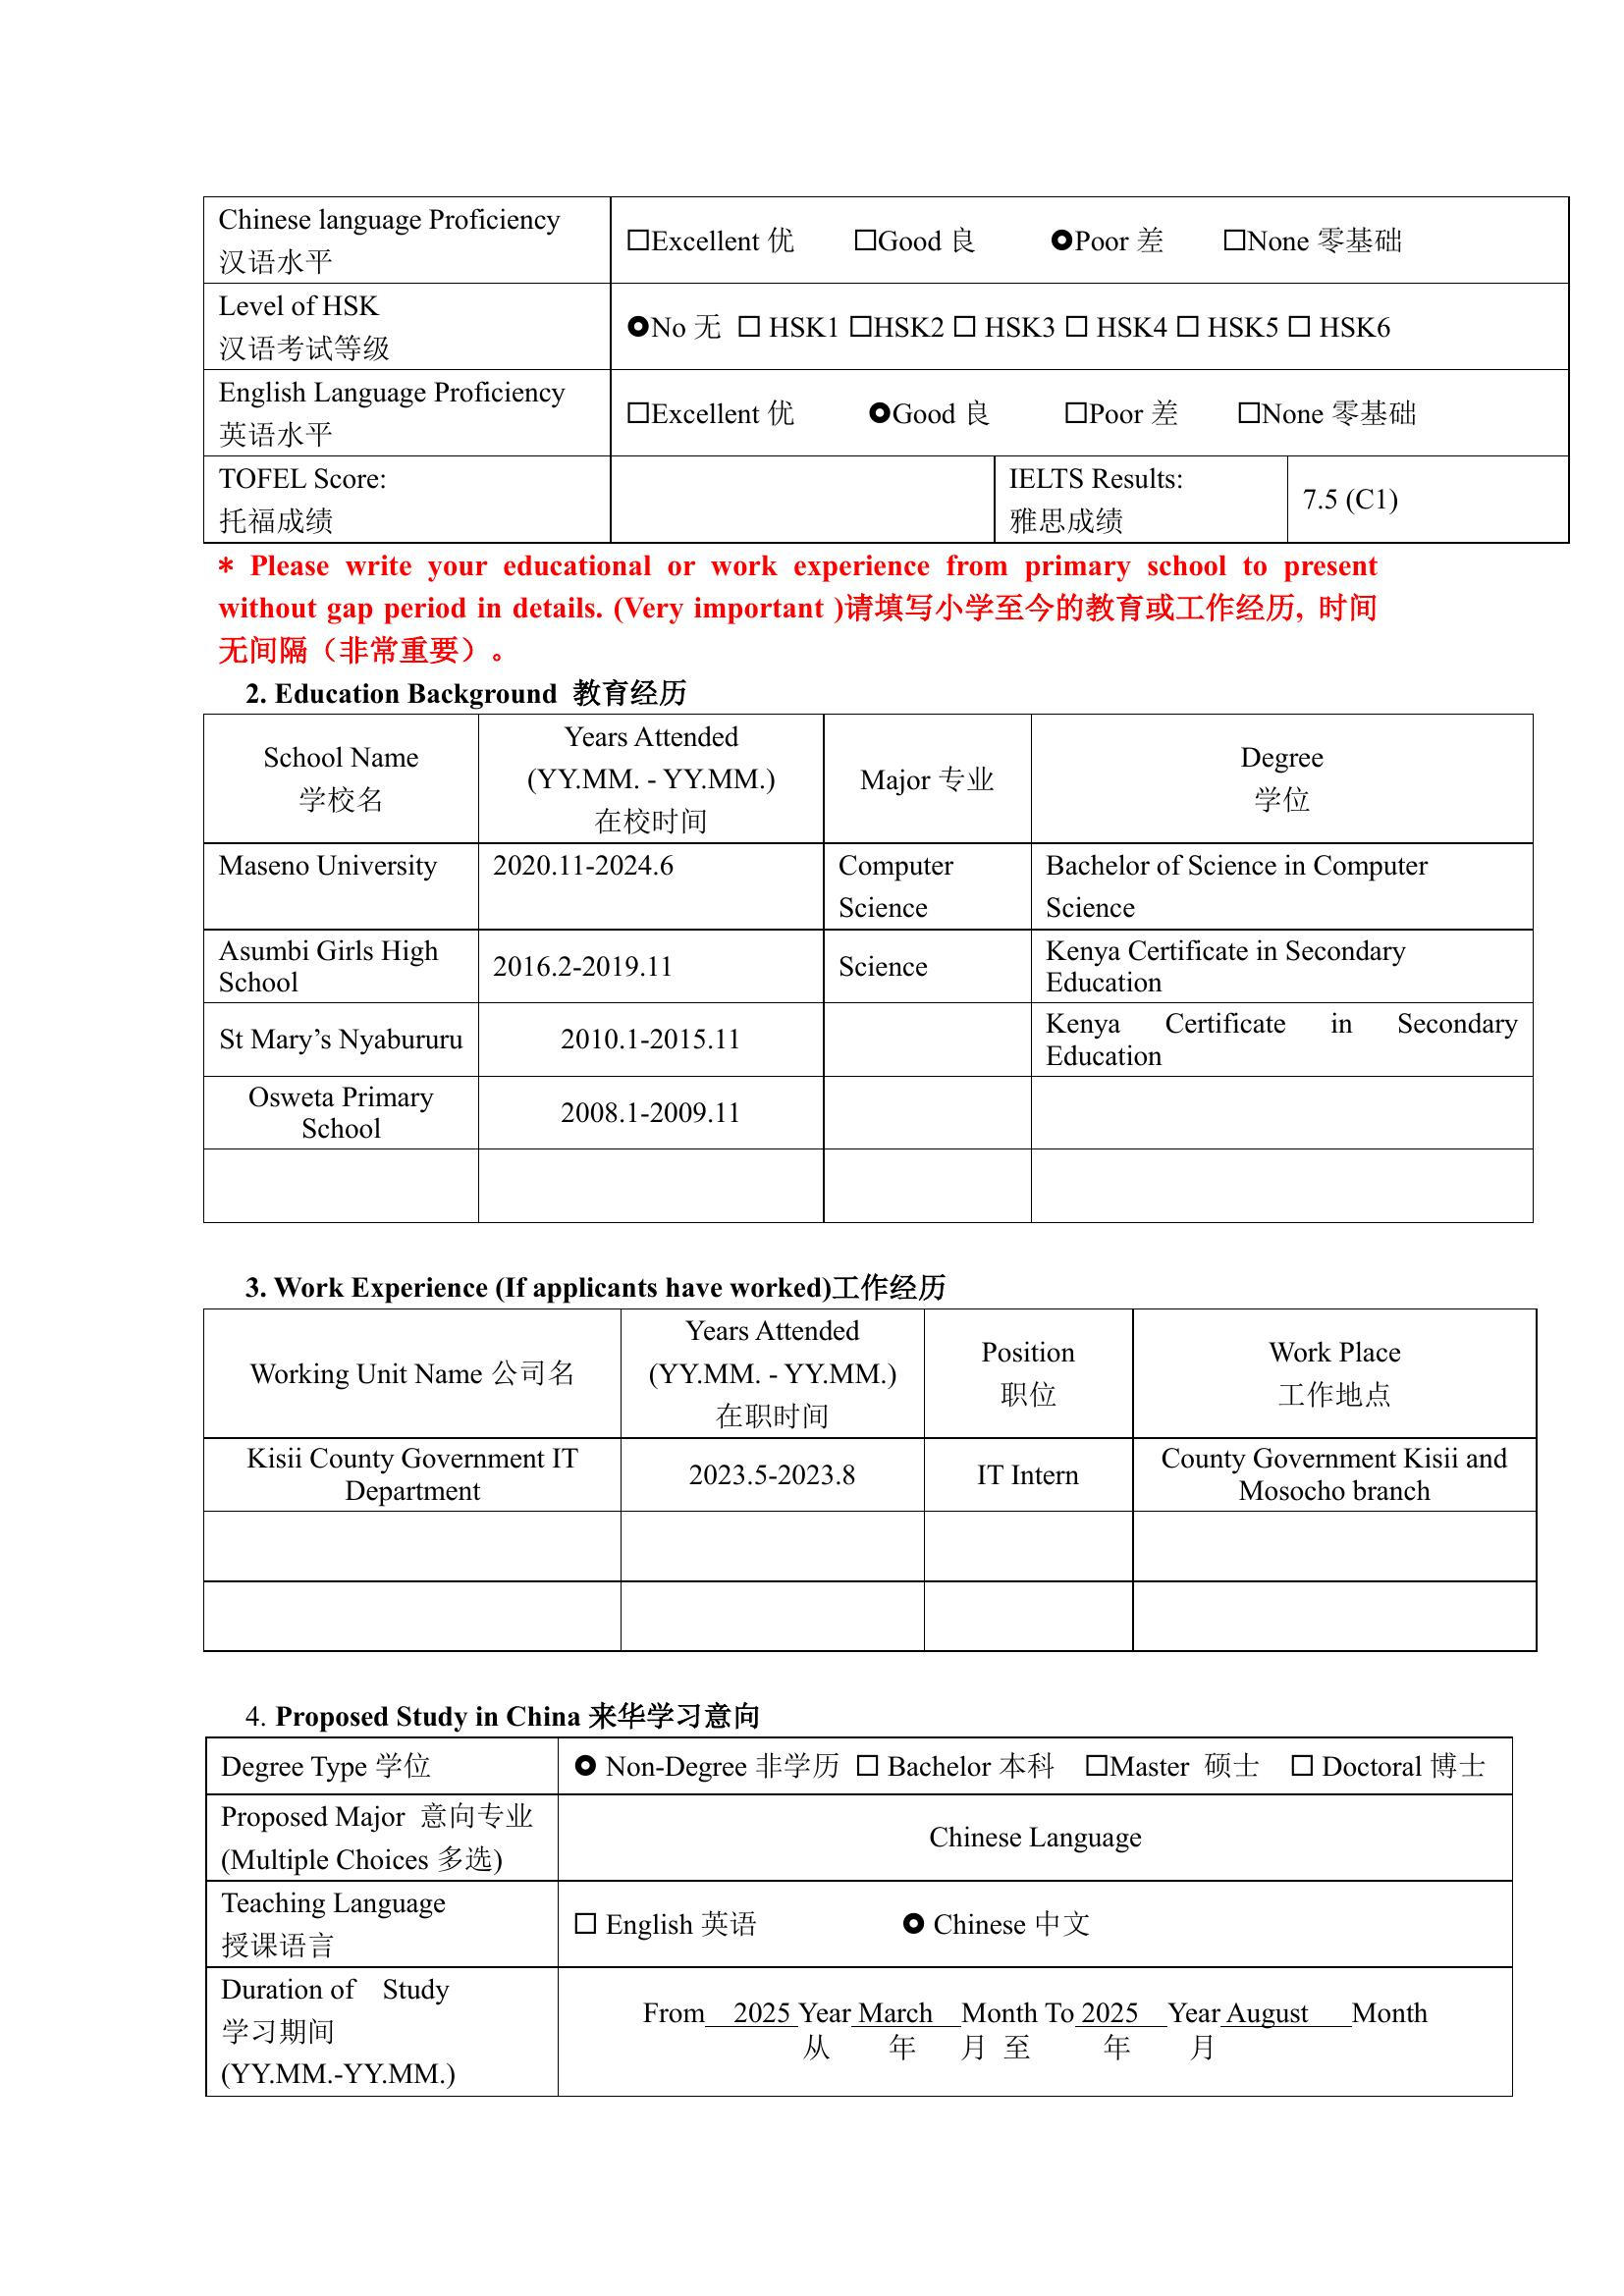 Chinese language Proficiency
汉语水平
☐Excellent 优 ☐Good 良 ⭘Poor 差 ☐None 零基础
Level of HSK
汉语考试等级
⭘No 无 ☐ HSK1 ☐HSK2 ☐ HSK3 ☐ HSK4 ☐ HSK5 ☐ HSK6
English Language Proficiency
英语水平
☐Excellent 优 ⭘Good 良 ☐Poor 差 ☐None 零基础
TOFEL Score:
托福成绩
IELTS Results:
雅思成绩
7.5 (C1)
* Please write your educational or work experience from primary school to present
without gap period in details. (Very important )请填写小学至今的教育或工作经历, 时间
无间隔（非常重要）。
2. Education Background 教育经历
School Name
学校名
Years Attended
(YY.MM. - YY.MM.)
在校时间
Major 专业
Degree
学位
Maseno University
2020.11-2024.6
Computer
Science
Bachelor of Science in Computer
Science
Asumbi Girls High
School
2016.2-2019.11
Science
Kenya Certificate in Secondary
Education
St Mary’s Nyabururu
2010.1-2015.11
Kenya Certificate in Secondary
Education
Osweta Primary
School
2008.1-2009.11
3. Work Experience (If applicants have worked)工作经历
Working Unit Name 公司名
Years Attended
(YY.MM. - YY.MM.)
在职时间
Position
职位
Work Place
工作地点
Kisii County Government IT
Department
2023.5-2023.8
IT Intern
County Government Kisii and
Mosocho branch
4. Proposed Study in China 来华学习意向
Degree Type 学位
⭘ Non-Degree 非学历 ☐ Bachelor 本科 ☐Master 硕士 ☐ Doctoral 博士
Proposed Major 意向专业
(Multiple Choices 多选)
Chinese Language
Teaching Language
授课语言
☐ English 英语 ⭘ Chinese 中文
Duration of Study
学习期间
(YY.MM.-YY.MM.)
From 2025 Year March Month To 2025 Year August Month
从 年 月 至 年 月